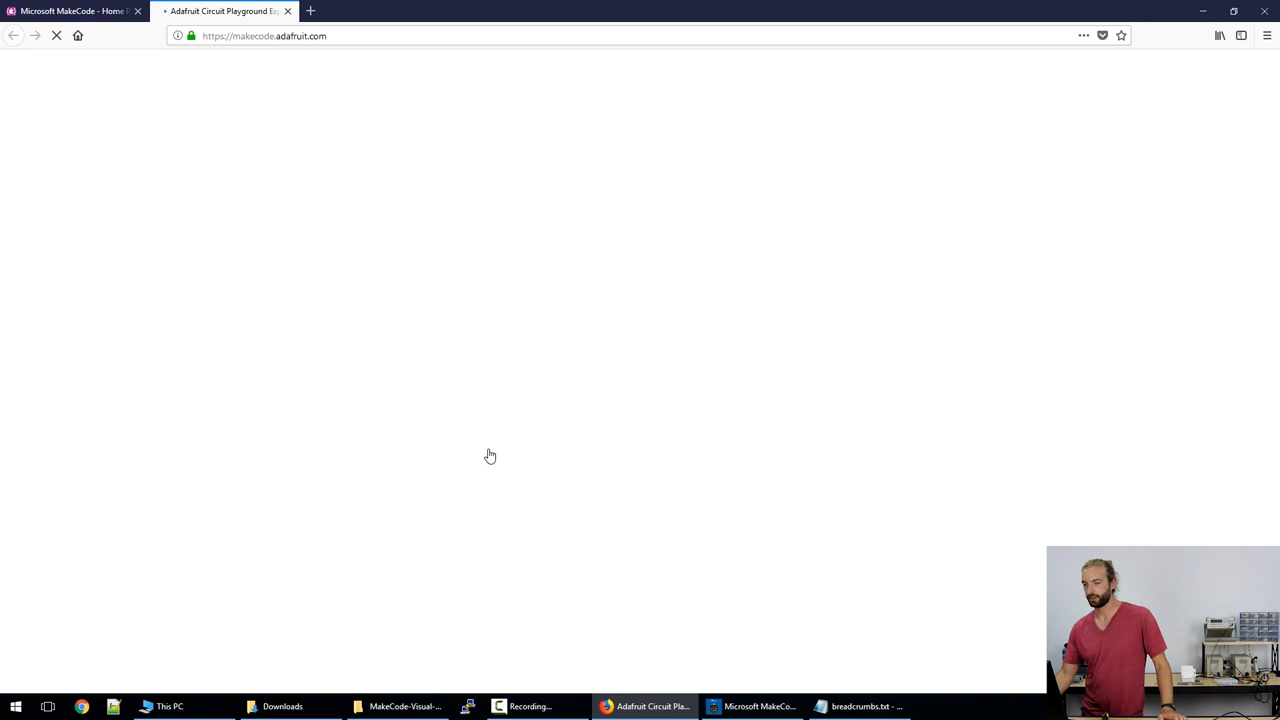 Microsoft MakeCode - Home P
Adafruit Circuit Playground Ex
https://makecode.adafruit.com
This PC
Downloads
MakeCode-Visual-...
Recording...
Adafruit Circuit Pla...
Microsoft MakeCo...
breadcrumbs.txt - ...